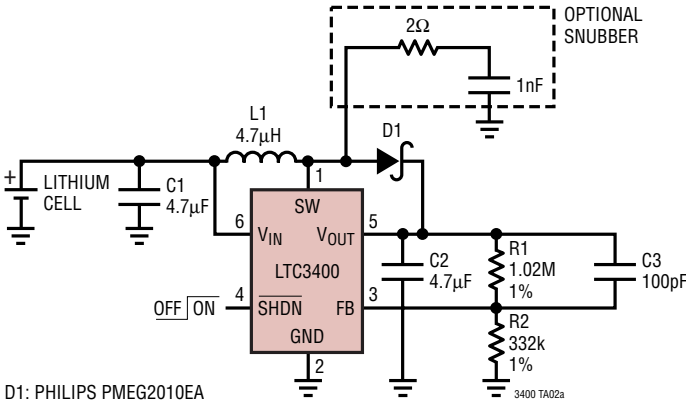 OPTIONAL
SNUBBER
2Ω
1nF
L1
4.7µH
D1
+
LITHIUM
CELL
C1
4.7µF
1
SW
6
VIN
VOUT
5
LTC3400
C2
4.7µF
R1
1.02M
1%
C3
100pF
OFF ON
4
SHDN
FB
3
GND
2
R2
332k
1%
D1: PHILIPS PMEG2010EA
3400 TA02a